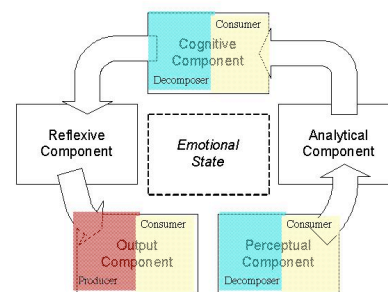 Consumer
Cognitive
Component
Decomposer
Reflexive
Component
Emotional
State
Analytical
Component
Consumer
Output
Component
Producer
Consumer
Perceptual
Component
Decomposer